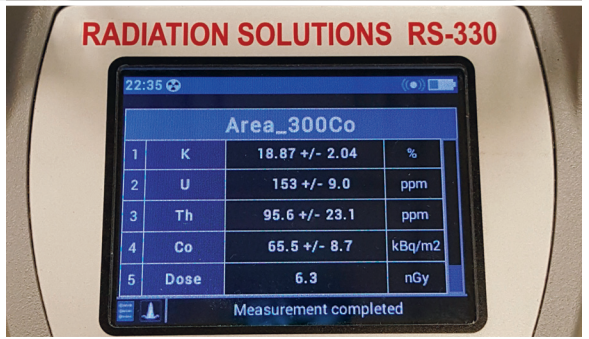 RADIATION SOLUTIONS RS-330
22:35
Area_300Co
1 K 18.87 +/- 2.04 %
2 U 153 +/- 9.0 ppm
3 Th 95.6 +/- 23.1 ppm
4 Co 65.5 +/- 8.7 kBq/m2
5 Dose 6.3 nGy
Measurement completed